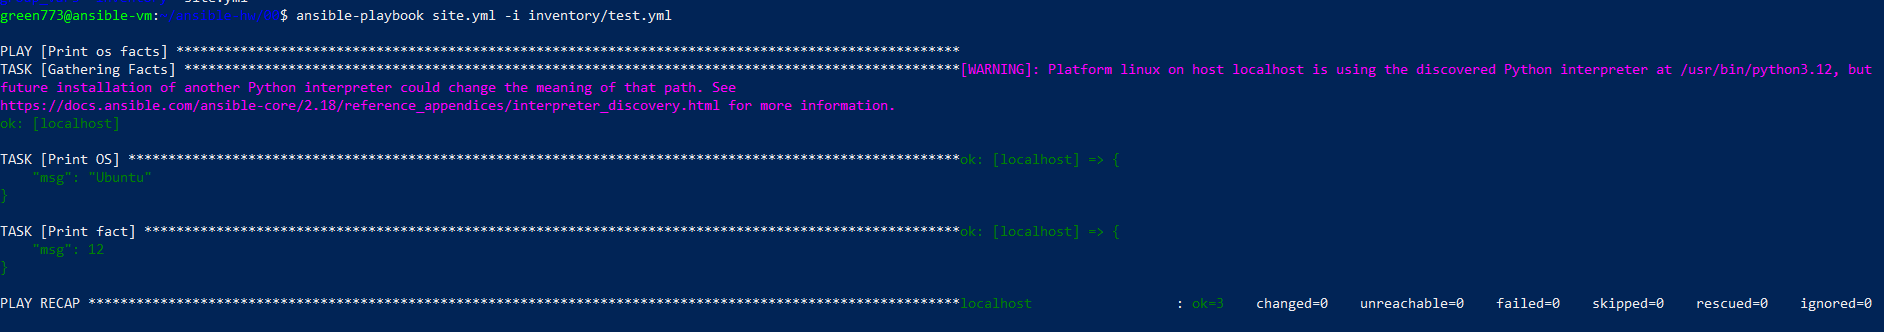 site.yml
green773@ansible-vm:$ ansible-playbook site.yml -i inventory/test.yml
PLAY [Print os facts] **************************************************************************************************
TASK [Gathering Facts] *************************************************************************************************[WARNING]: Platform linux on host localhost is using the discovered Python interpreter at /usr/bin/python3.12, but
future installation of another Python interpreter could change the meaning of that path. See
https://docs.ansible.com/ansible-core/2.18/reference_appendices/interpreter_discovery.html for more information.
ok: [localhost]
TASK [Print OS] ********************************************************************************************************ok: [localhost] => {
    "msg": "Ubuntu"
}
TASK [Print fact] ******************************************************************************************************ok: [localhost] => {
    "msg": 12
}
PLAY RECAP *************************************************************************************************************localhost                  : ok=3    changed=0    unreachable=0    failed=0    skipped=0    rescued=0    ignored=0